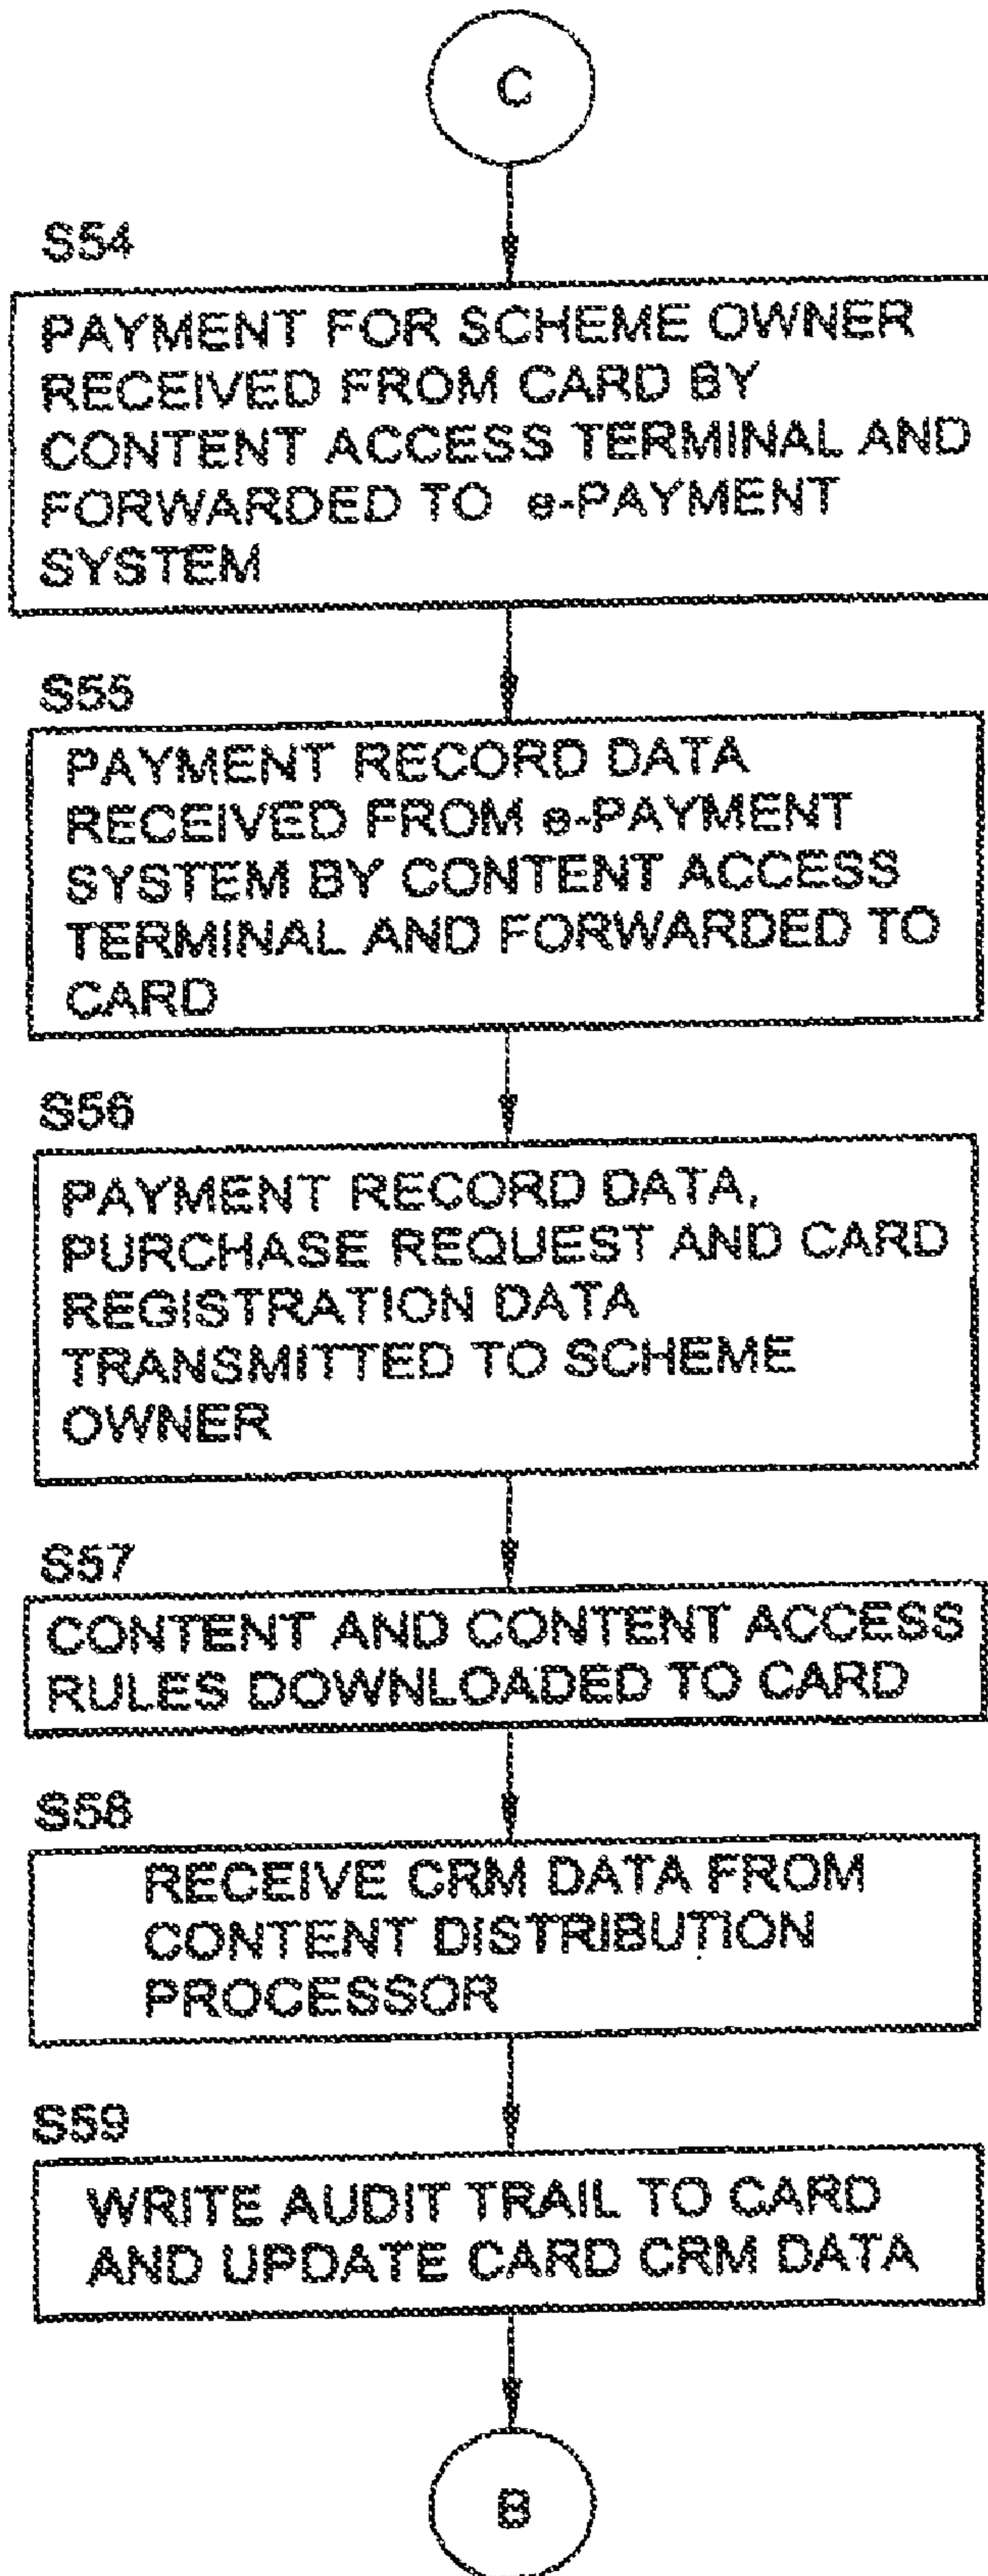 C
S54
PAYMENT FOR SCHEME OWNER
RECEIVED FROM CARD BY
CONTENT ACCESS TERMINAL AND
FORWARDED TO e-PAYMENT
SYSTEM
S55
PAYMENT RECORD DATA
RECEIVED FROM e-PAYMENT
SYSTEM BY CONTENT ACCESS
TERMINAL AND FORWARDED TO
CARD
S56
PAYMENT RECORD DATA,
PURCHASE REQUEST AND CARD
REGISTRATION DATA
TRANSMITTED TO SCHEME
OWNER
S57
CONTENT AND CONTENT ACCESS
RULES DOWNLOADED TO CARD
S58
RECEIVE CRM DATA FROM
CONTENT DISTRIBUTION
PROCESSOR
S59
WRITE AUDIT TRAIL TO CARD
AND UPDATE CARD CRM DATA
B